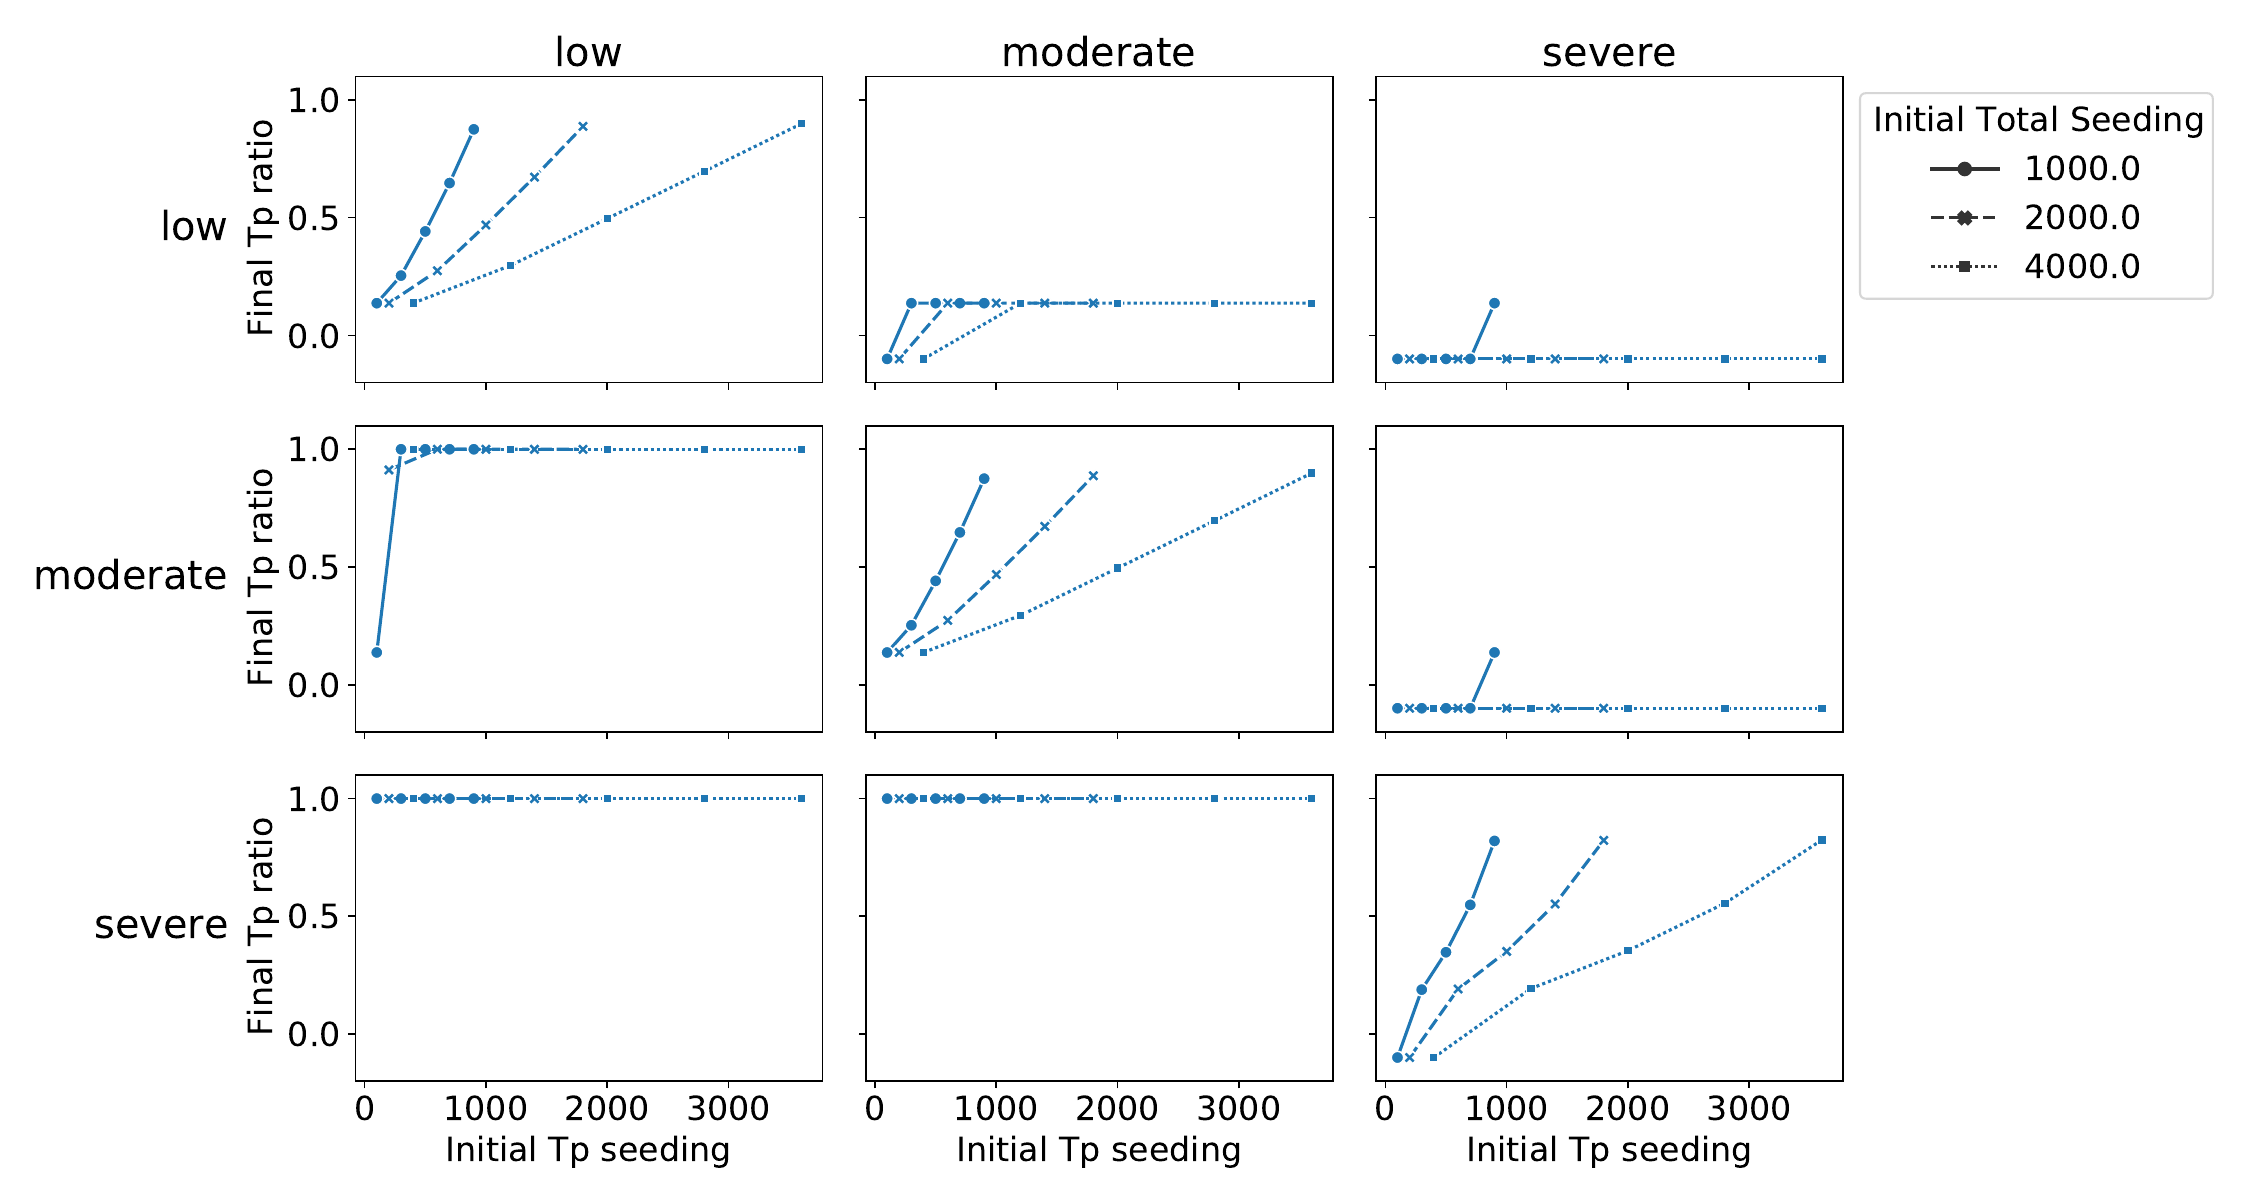 low moderate severe
Initial Total Seeding
1000.0
2000.0
4000.0
low
Final Tp ratio
1.0
0.5
0.0
moderate
Final Tp ratio
1.0
0.5
0.0
severe
Final Tp ratio
1.0
0.5
0.0
0 1000 2000 3000 0 1000 2000 3000 0 1000 2000 3000
Initial Tp seeding Initial Tp seeding Initial Tp seeding